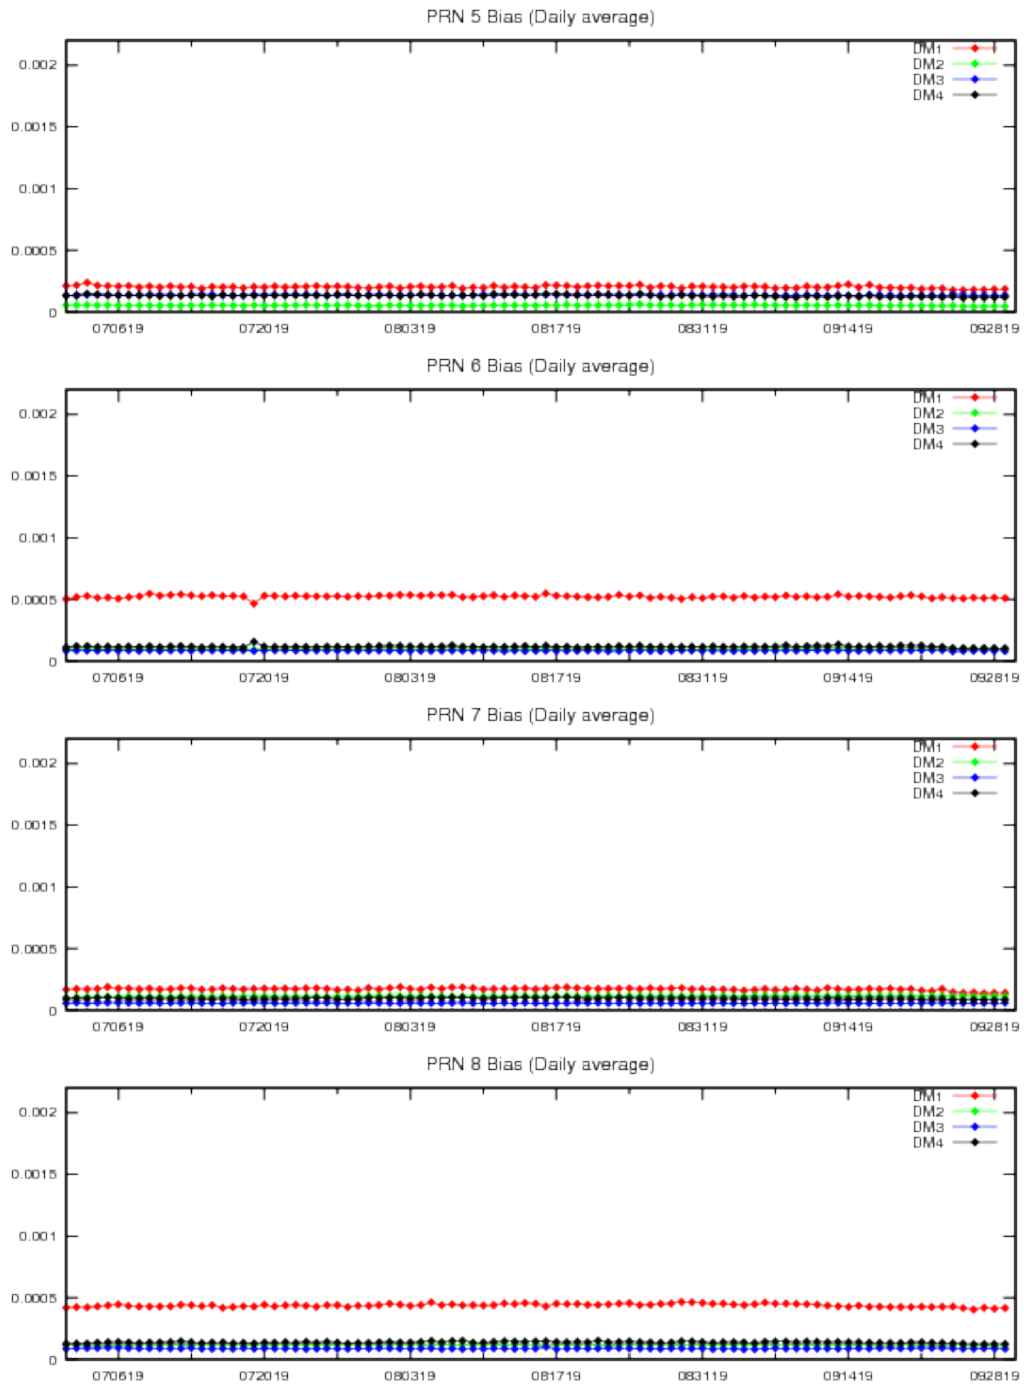 PRN 5 Bias (Daily average)
DM1
0.002
DM2
DM3
DM4
0.0015
0.001
0.0005
0
070619 072019 080319 081719 083119 091419 092819
PRN 6 Bias (Daily average)
DM1
0.002
DM2
DM3
DM4
0.0015
0.001
0.0005
0
070619 072019 080319 081719 083119 091419 092819
PRN 7 Bias (Daily average)
DM1
0.002
DM2
DM3
DM4
0.0015
0.001
0.0005
0
070619 072019 080319 081719 083119 091419 092819
PRN 8 Bias (Daily average)
DM1
0.002
DM2
DM3
DM4
0.0015
0.001
0.0005
0
070619 072019 080319 081719 083119 091419 092819